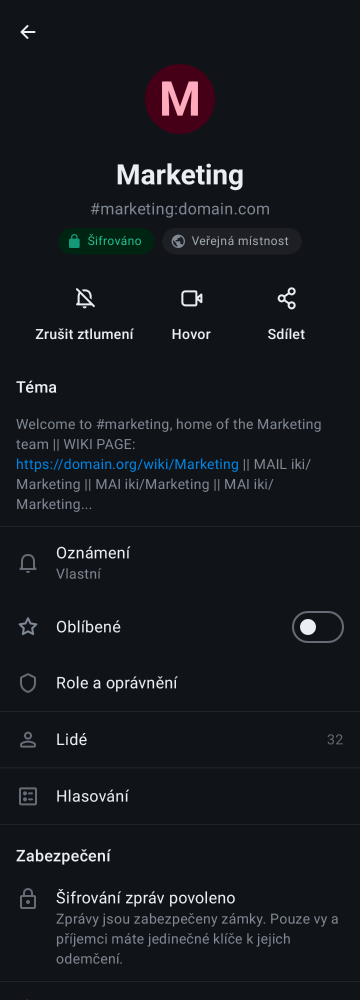 M
Marketing
#marketing:domain.com
Šifrováno
Veřejná místnost
Zrušit ztlumení
Hovor
Sdílet
Téma
Welcome to #marketing, home of the Marketing
team || WIKI PAGE:
https://domain.org/wiki/Marketing || MAIL iki/
Marketing || MAI iki/Marketing || MAI iki/
Marketing...
Oznámení
Vlastní
Oblíbené
Role a oprávnění
Lidé
32
Hlasování
Zabezpečení
Šifrování zpráv povoleno
Zprávy jsou zabezpečeny zámky. Pouze vy a
příjemci máte jedinečné klíče k jejich
odemčení.